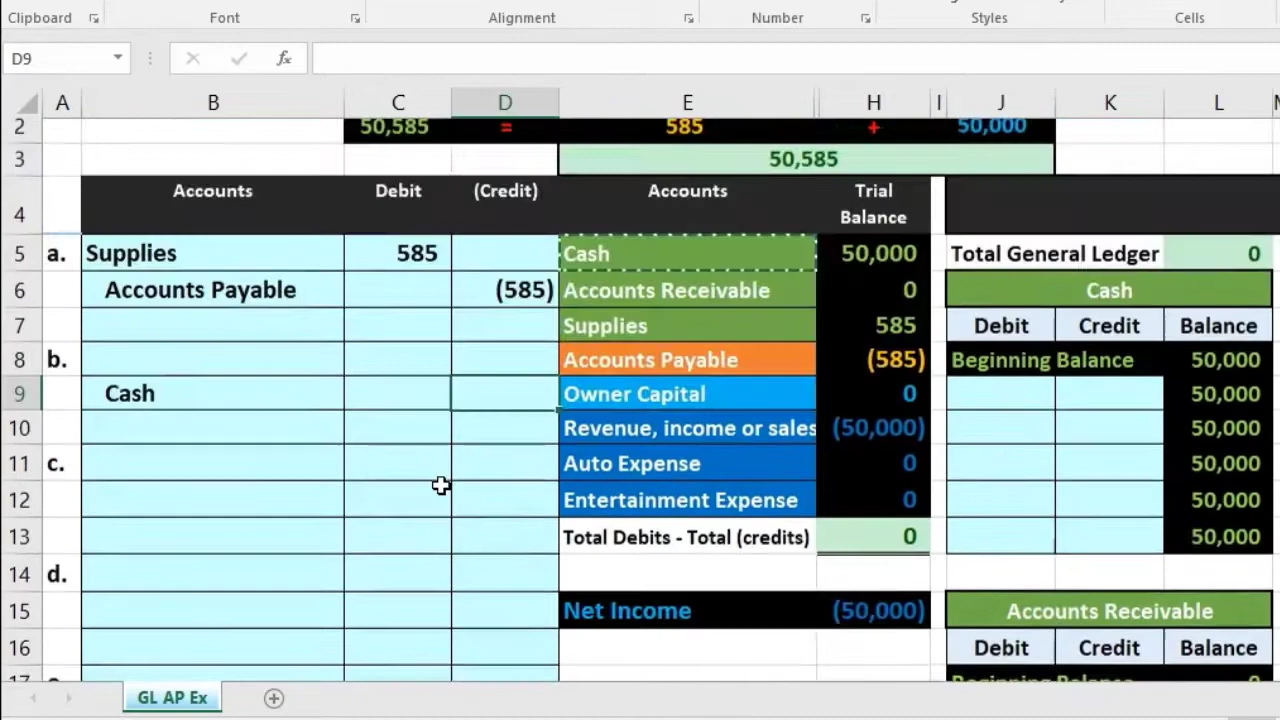 Clipboard Font Alignment Number Styles Cells
D9 fx
A B C D E H I J K L
2 50,585 = 585 + 50,000
3 50,585
Accounts Debit (Credit) Accounts Trial
4 Balance
5 a. Supplies 585 Cash 50,000 Total General Ledger 0
6 Accounts Payable (585) Accounts Receivable 0 Cash
7 Supplies 585 Debit Credit Balance
8 b. Accounts Payable (585) Beginning Balance 50,000
9 Cash Owner Capital 0 50,000
10 Revenue, income or sales (50,000) 50,000
11 c. Auto Expense 0 50,000
12 Entertainment Expense 0 50,000
13 Total Debits - Total (credits) 0 50,000
14 d.
15 Net Income (50,000) Accounts Receivable
16 Debit Credit Balance
17 Beginning Balance 0
GL AP Ex